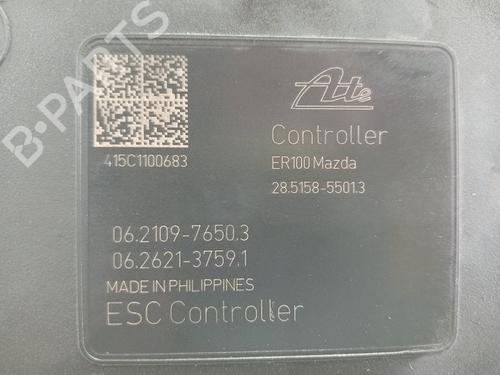 B-PARTS
415C1100683
Ate
Controller
ER100 Mazda
28.5158-5501.3
06.2109-7650.3
06.2621-3759.1
MADE IN PHILIPPINES
ESC Controller